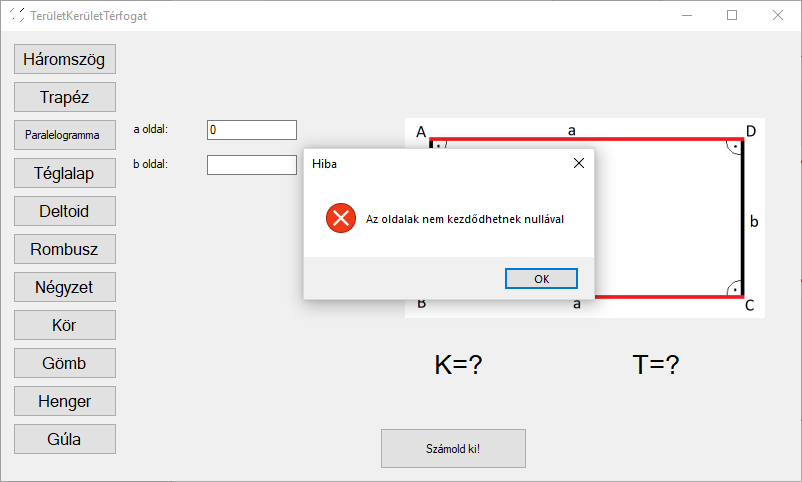 TerületKerületTérfogat
Háromszög
Trapéz
Paralelogramma
Téglalap
Deltoid
Rombusz
Négyzet
Kör
Gömb
Henger
Gúla
a oldal:
0
b oldal:
A
a
D
b
B
a
C
Hiba
Az oldalak nem kezdődhetnek nullával
OK
K=?
T=?
Számold ki!